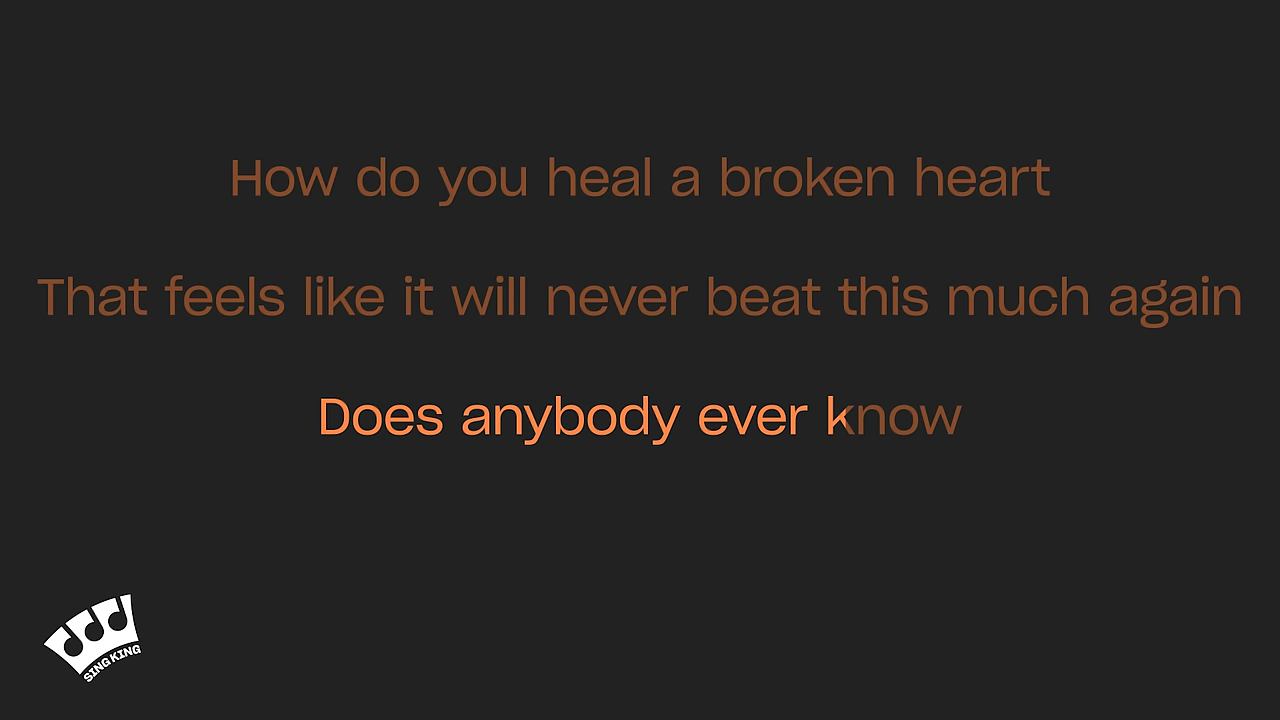 How do you heal a broken heart
That feels like it will never beat this much again
Does anybody ever know
SING KING